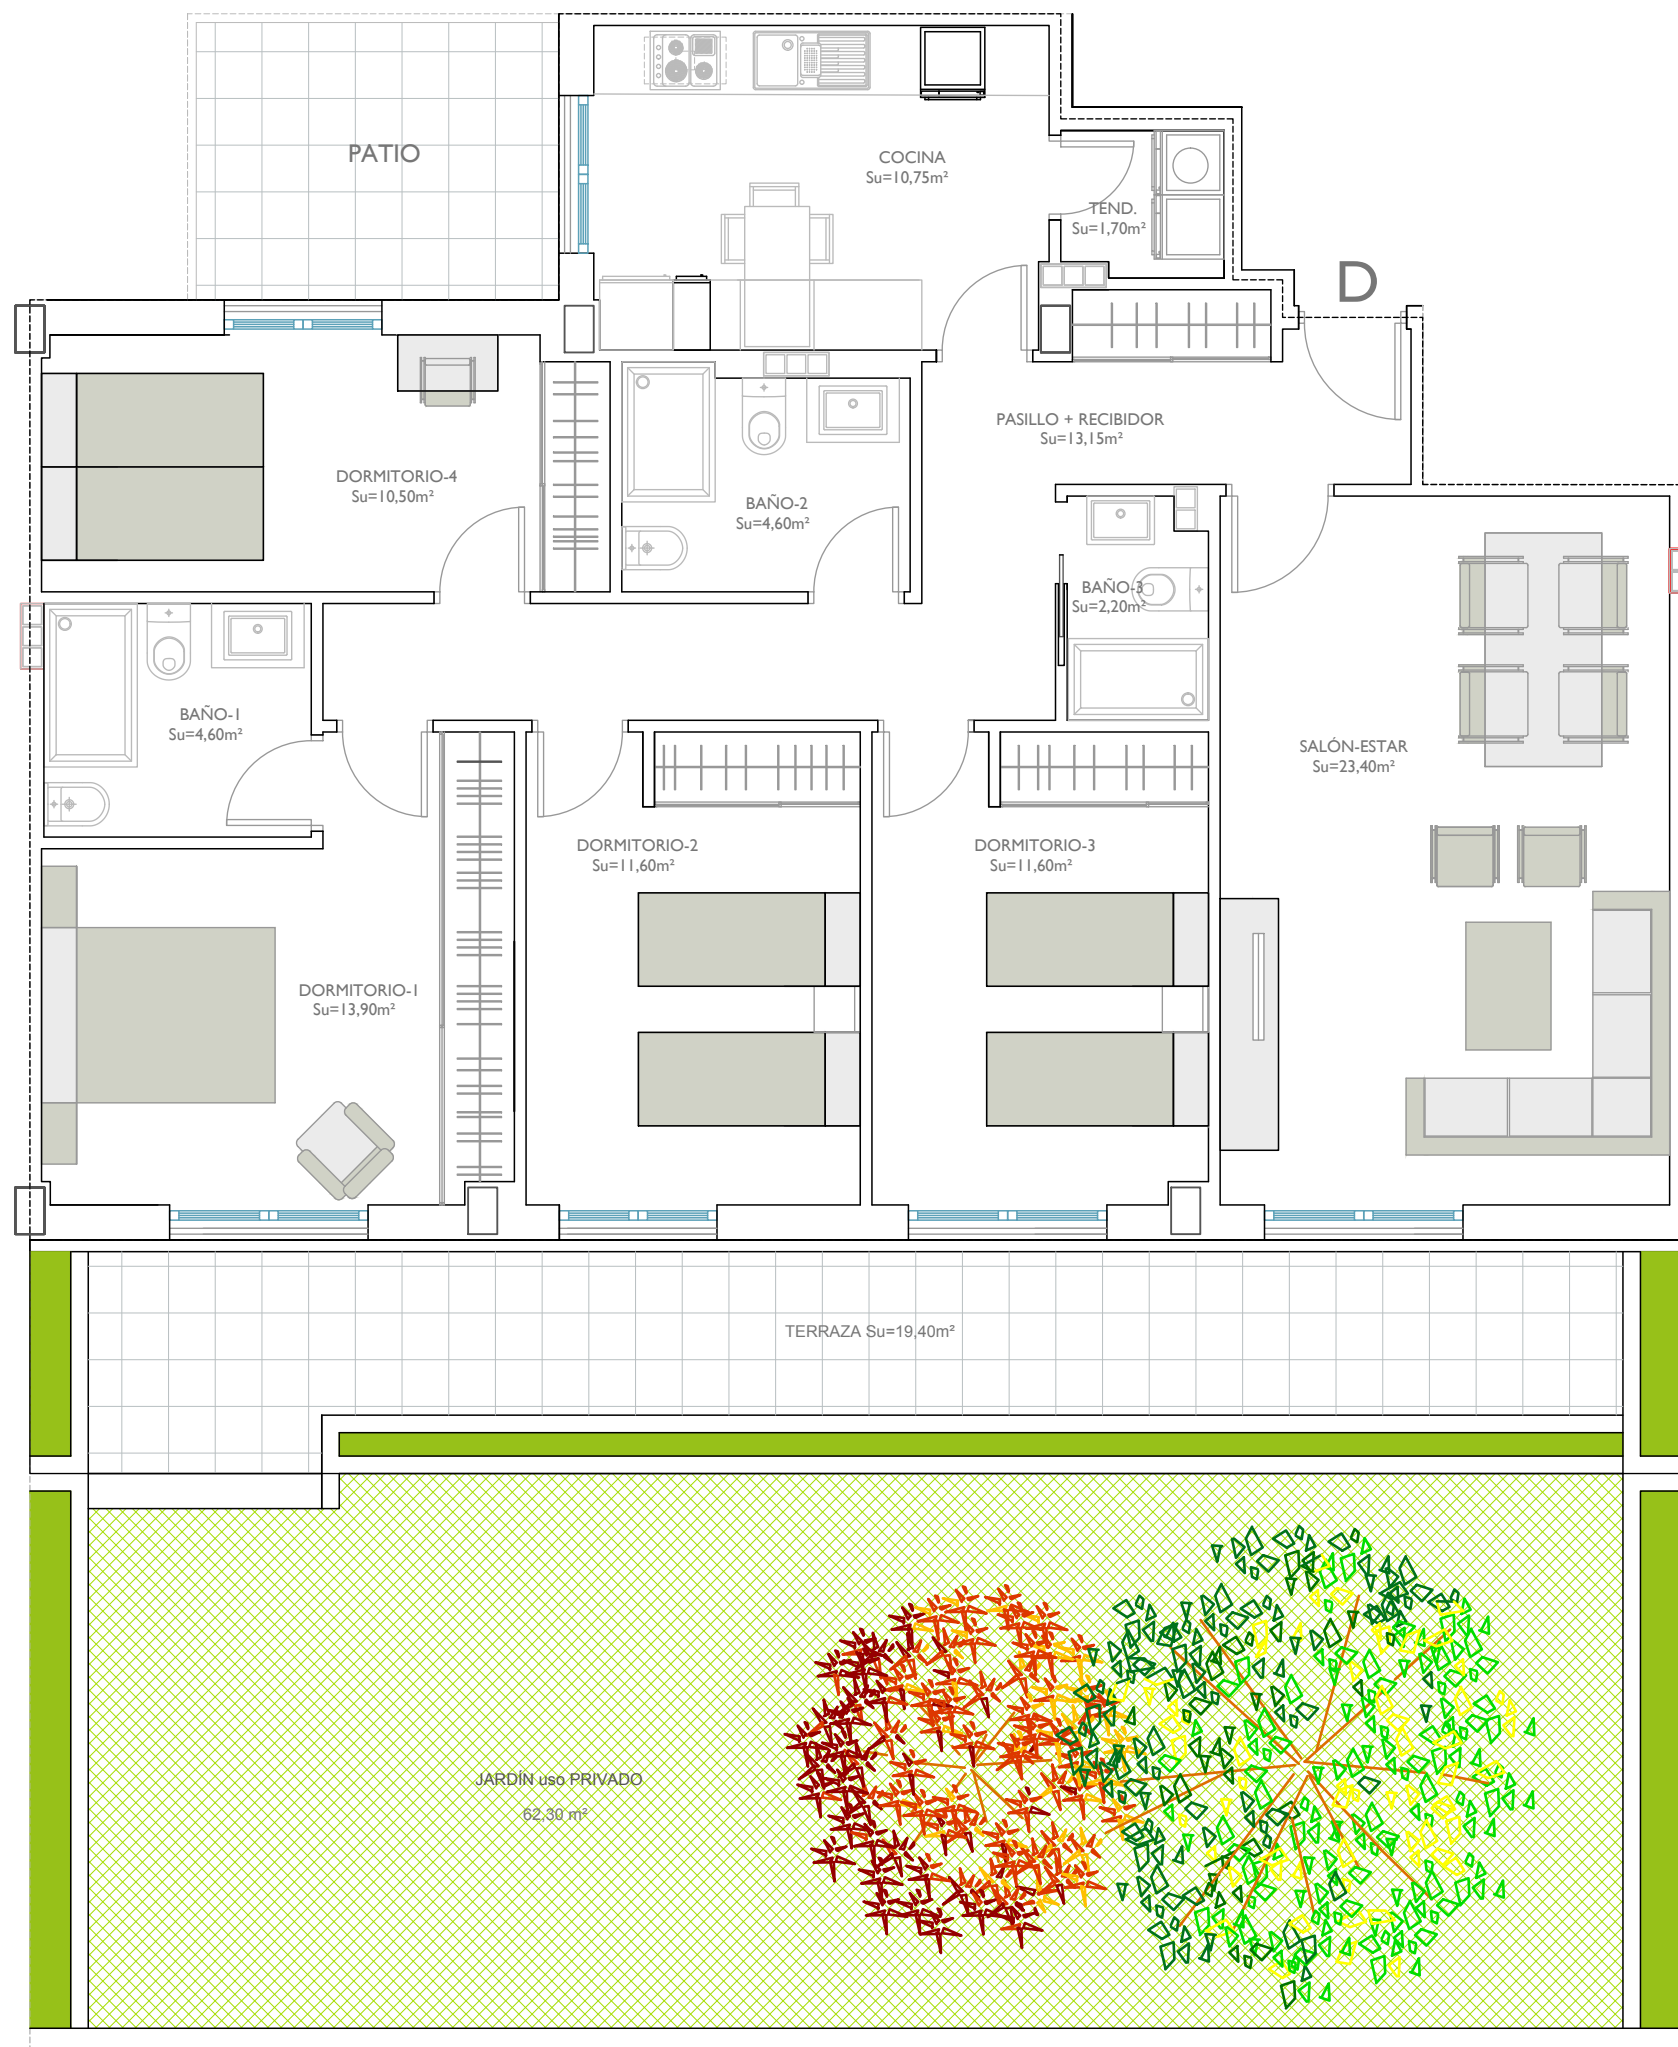 PATIO
COCINA
Su=10,75m²
TEND.
Su=1,70m²
D
PASILLO + RECIBIDOR
Su=13,15m²
DORMITORIO-4
Su=10,50m²
BAÑO-2
Su=4,60m²
BAÑO-3
Su=2,20m²
BAÑO-1
Su=4,60m²
SALÓN-ESTAR
Su=23,40m²
DORMITORIO-2
Su=11,60m²
DORMITORIO-3
Su=11,60m²
DORMITORIO-1
Su=13,90m²
TERRAZA Su=19,40m²
JARDÍN uso PRIVADO
62,30 m²